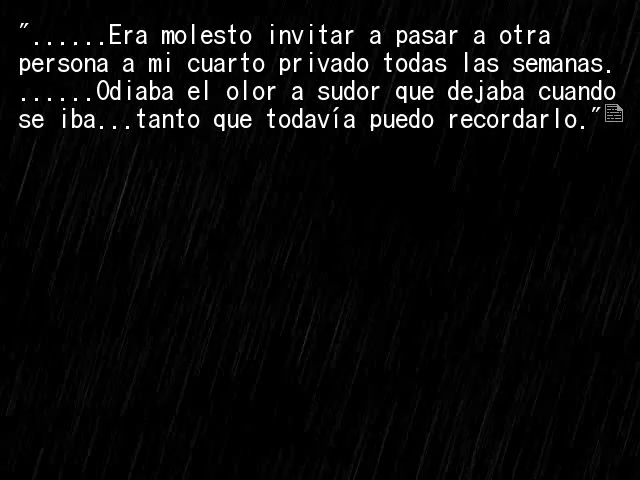 "......Era molesto invitar a pasar a otra
persona a mi cuarto privado todas las semanas.
......Odiaba el olor a sudor que dejaba cuando
se iba...tanto que todavía puedo recordarlo."